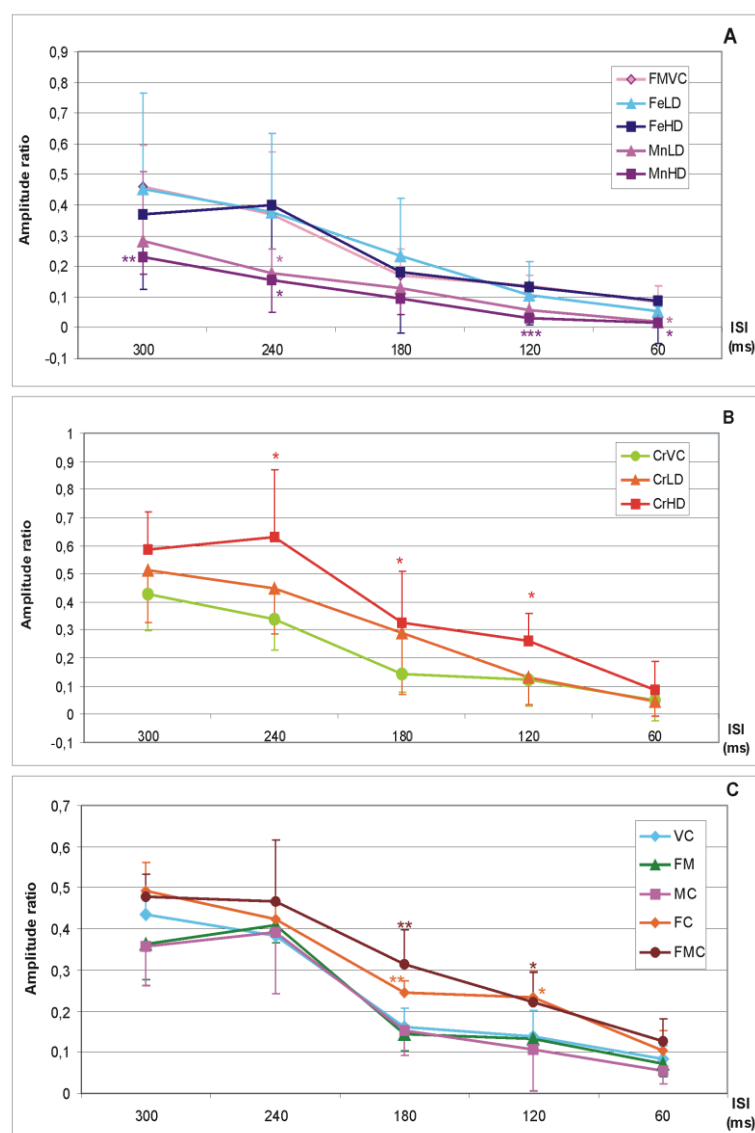 A
0,9
0,8
0,7
0,6
0,5
0,4
0,3
0,2
0,1
0
-0,1
Amplitude ratio
FMVC
FeLD
FeHD
MnLD
MnHD
**
*
*
***
*
*
300 240 180 120 60
ISI
(ms)
B
1
0,9
0,8
0,7
0,6
0,5
0,4
0,3
0,2
0,1
0
-0,1
Amplitude ratio
CrVC
CrLD
CrHD
*
*
*
300 240 180 120 60
ISI
(ms)
C
0,7
0,6
0,5
0,4
0,3
0,2
0,1
0
Amplitude ratio
VC
FM
MC
FC
FMC
**
**
*
*
300 240 180 120 60
ISI
(ms)